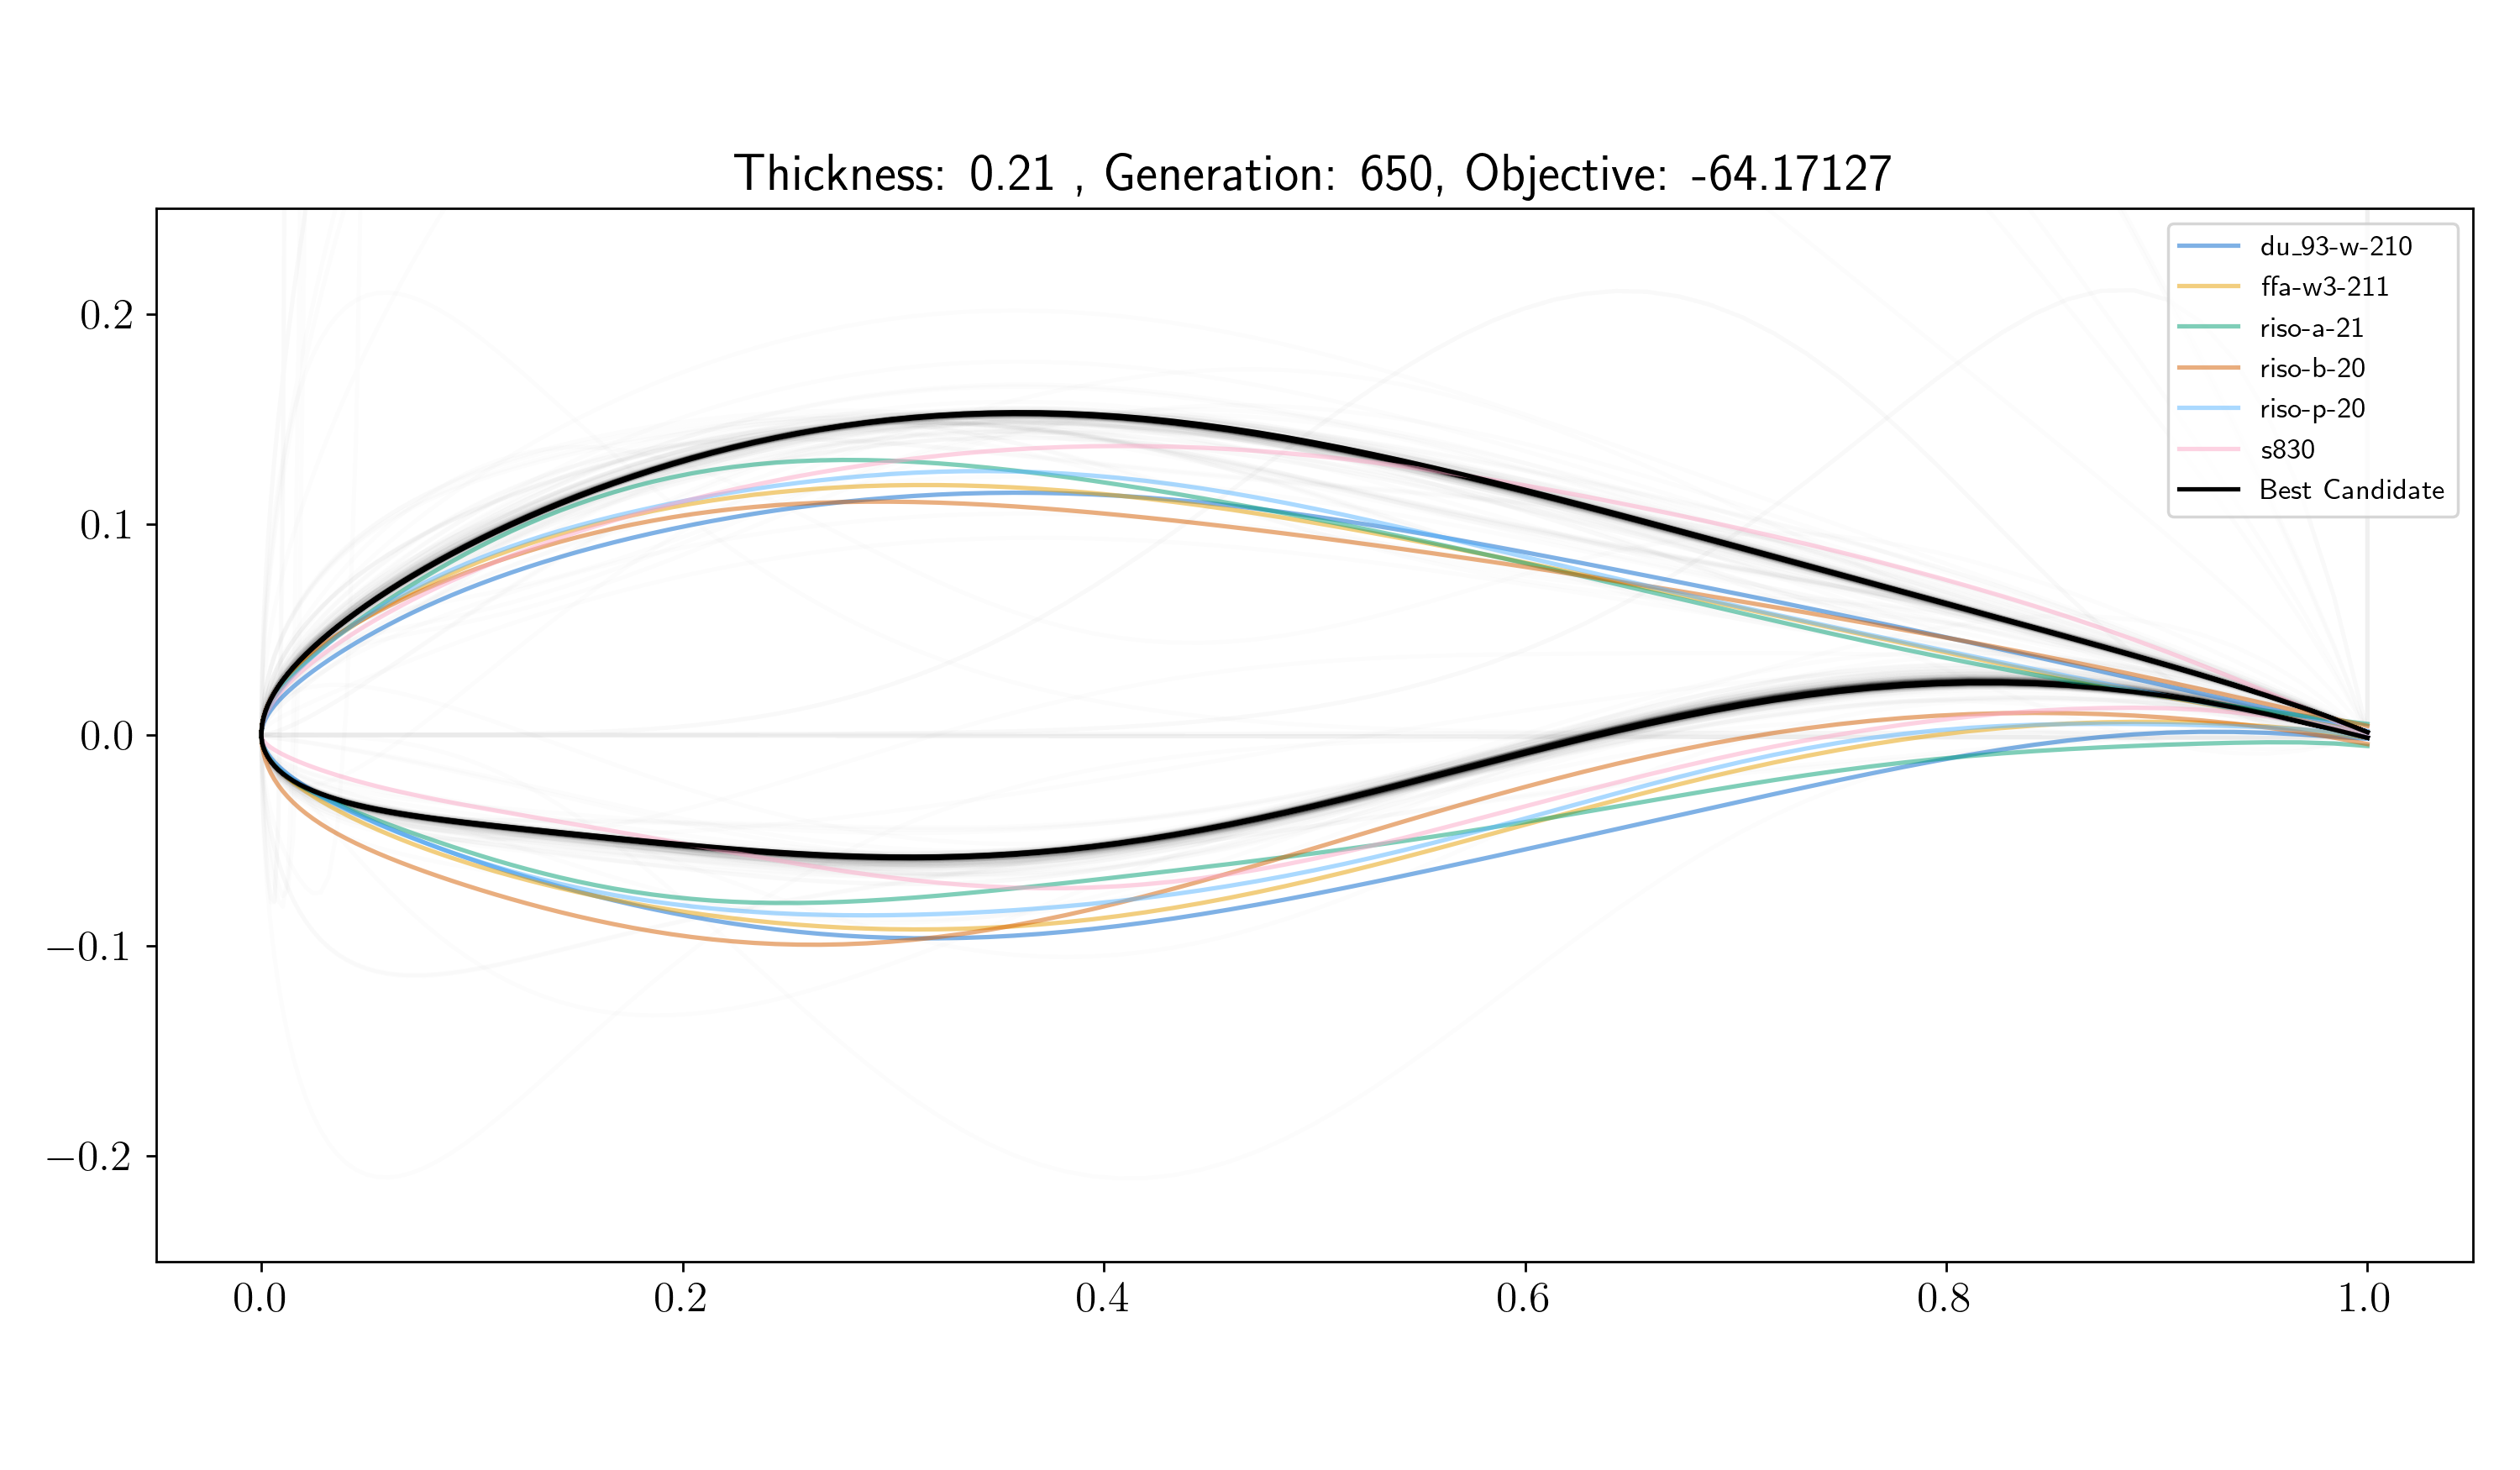 Thickness: 0.21 , Generation: 650, Objective: -64.17127
du_93-w-210
ffa-w3-211
riso-a-21
riso-b-20
riso-p-20
s830
Best Candidate
0.2
0.1
0.0
−0.1
−0.2
0.0 0.2 0.4 0.6 0.8 1.0